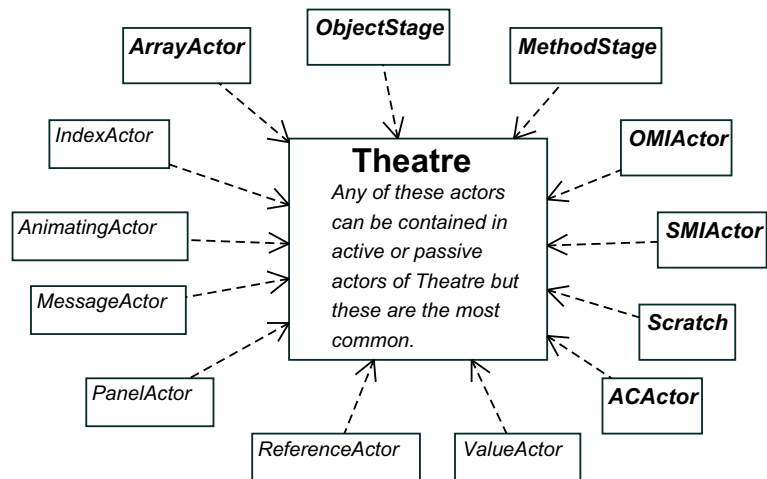 ObjectStage
ArrayActor
MethodStage
IndexActor
OMIActor
Theatre
Any of these actors
can be contained in
active or passive
actors of Theatre but
these are the most
common.
AnimatingActor
SMIActor
MessageActor
Scratch
PanelActor
ACActor
ReferenceActor
ValueActor